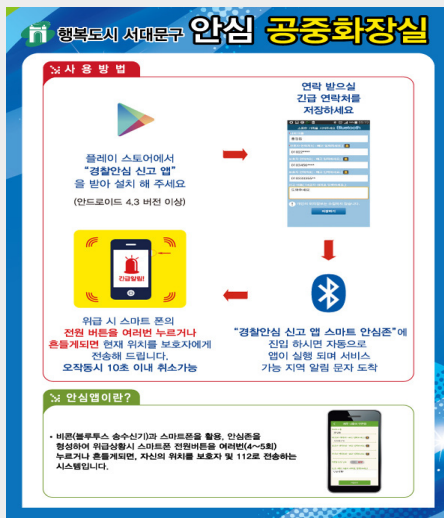 행복도시 서대문구 안심 공중화장실
사 용 방 법
플레이 스토어에서
“경찰안심 신고 앱”
을 받아 설치 해 주세요
(안드로이드 4.3 버전 이상)
연락 받으실
긴급 연락처를
저장하세요
Bluetooth
“경찰안심 신고 앱 스마트 안심존”에
진입 하시면 자동으로
앱이 실행 되며 서비스
가능 지역 알림 문자 도착
긴급알림!
위급 시 스마트 폰의
전원 버튼을 여러번 누르거나
흔들게되면 현재 위치를 보호자에게
전송해 드립니다.
오작동시 10초 이내 취소가능
안심앱이란?
• 비콘(블루투스 송수신기)과 스마트폰을 활용, 안심존을
형성하여 위급상황시 스마트폰 전원버튼을 여러번(4~5회)
누르거나 흔들게되면, 자신의 위치를 보호자 및 112로 전송하는
시스템입니다.